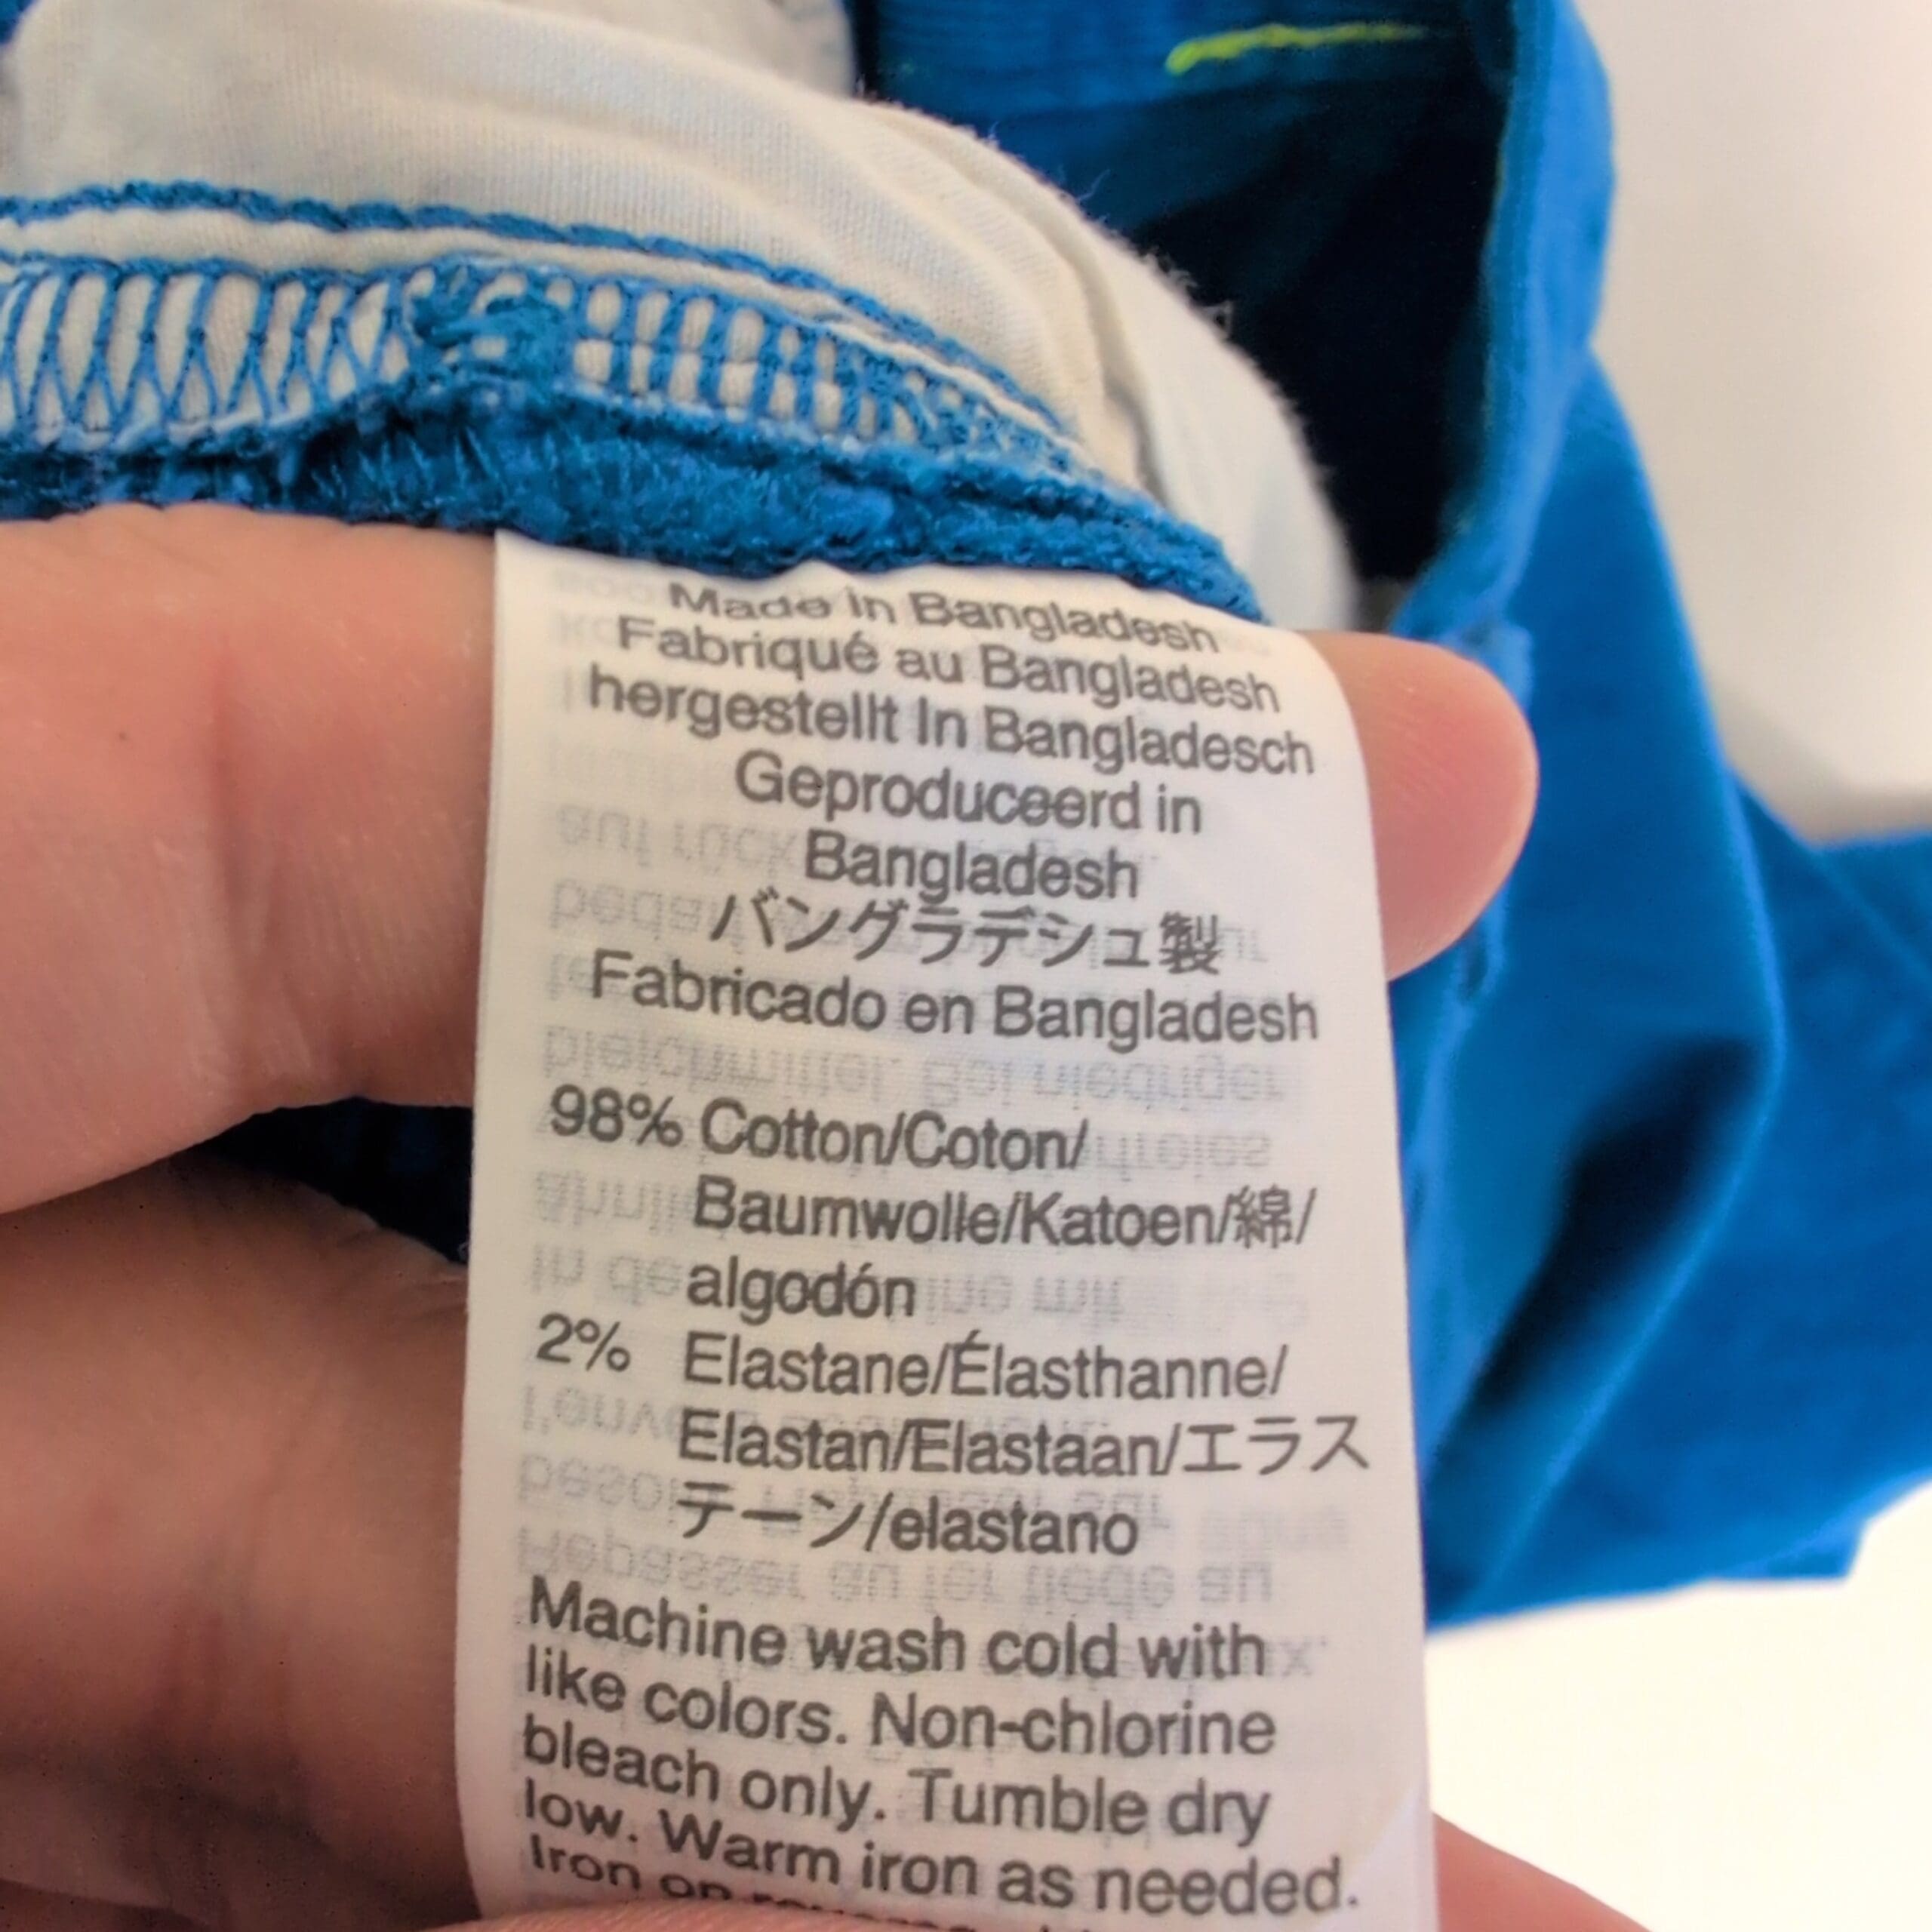 Made in Bangladesh
Fabriqué au Bangladesh
hergestellt In Bangladesch
Geproduceerd in
Bangladesh
バングラデシュ製
Fabricado en Bangladesh
98% Cotton/Coton/
Baumwolle/Katoen/綿/
algodón
2% Elastane/Élasthanne/
Elastan/Elastaan/エラス
テーン/elastano
Machine wash cold with
like colors. Non-chlorine
bleach only. Tumble dry
low. Warm iron as needed.
Iron on